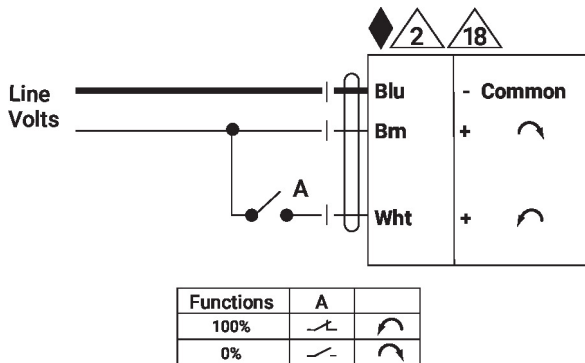 2 18
Line
Volts
Blu - Common
Brn +
A
Wht +
Functions A
100%
0%